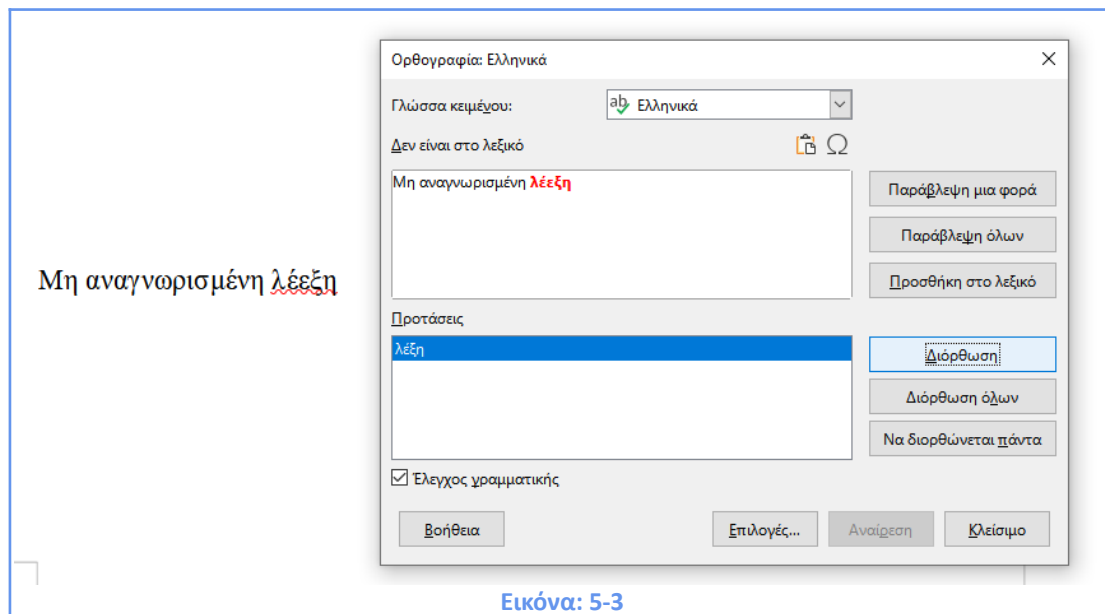 Ορθογραφία: Ελληνικά
Γλώσσα κειμένου:
Ελληνικά
Δεν είναι στο λεξικό
Μη αναγνωρισμένη λέεξη
Παράβλεψη μια φορά
Παράβλεψη όλων
Προσθήκη στο λεξικό
Μη αναγνωρισμένη λέεξη
Προτάσεις
λέξη
Διόρθωση
Διόρθωση όλων
Να διορθώνεται πάντα
Έλεγχος γραμματικής
Βοήθεια
Επιλογές...
Αναίρεση
Κλείσιμο
Εικόνα: 5-3